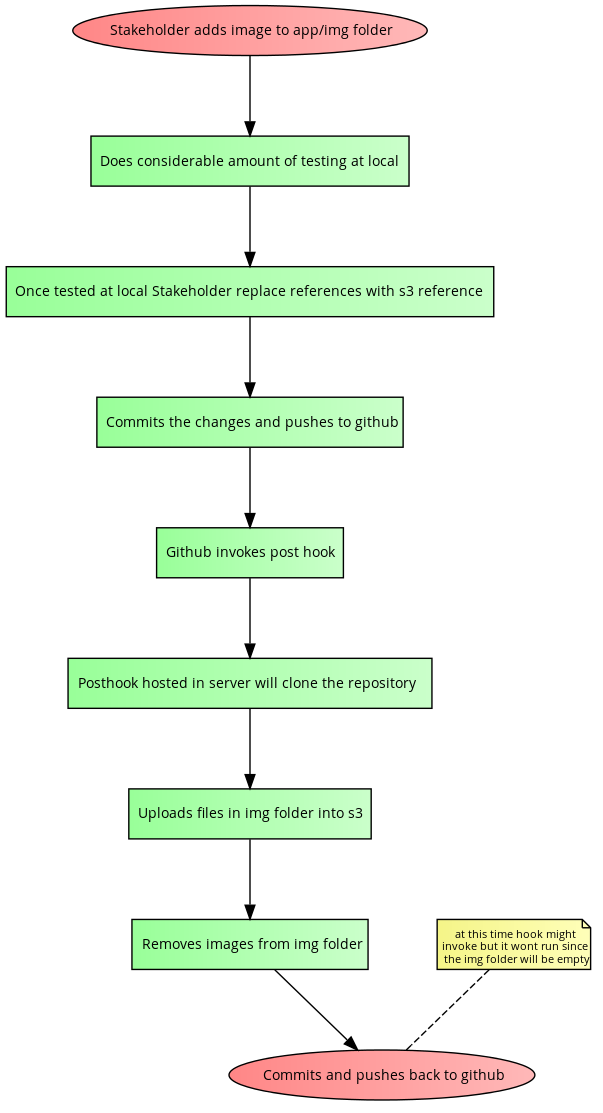 Stakeholder adds image to app/img folder
Does considerable amount of testing at local
Once tested at local Stakeholder replace references with s3 reference
Commits the changes and pushes to github
Github invokes post hook
Posthook hosted in server will clone the repository
Uploads files in img folder into s3
Removes images from img folder
at this time hook might
invoke but it wont run since
the img folder will be empty
Commits and pushes back to github